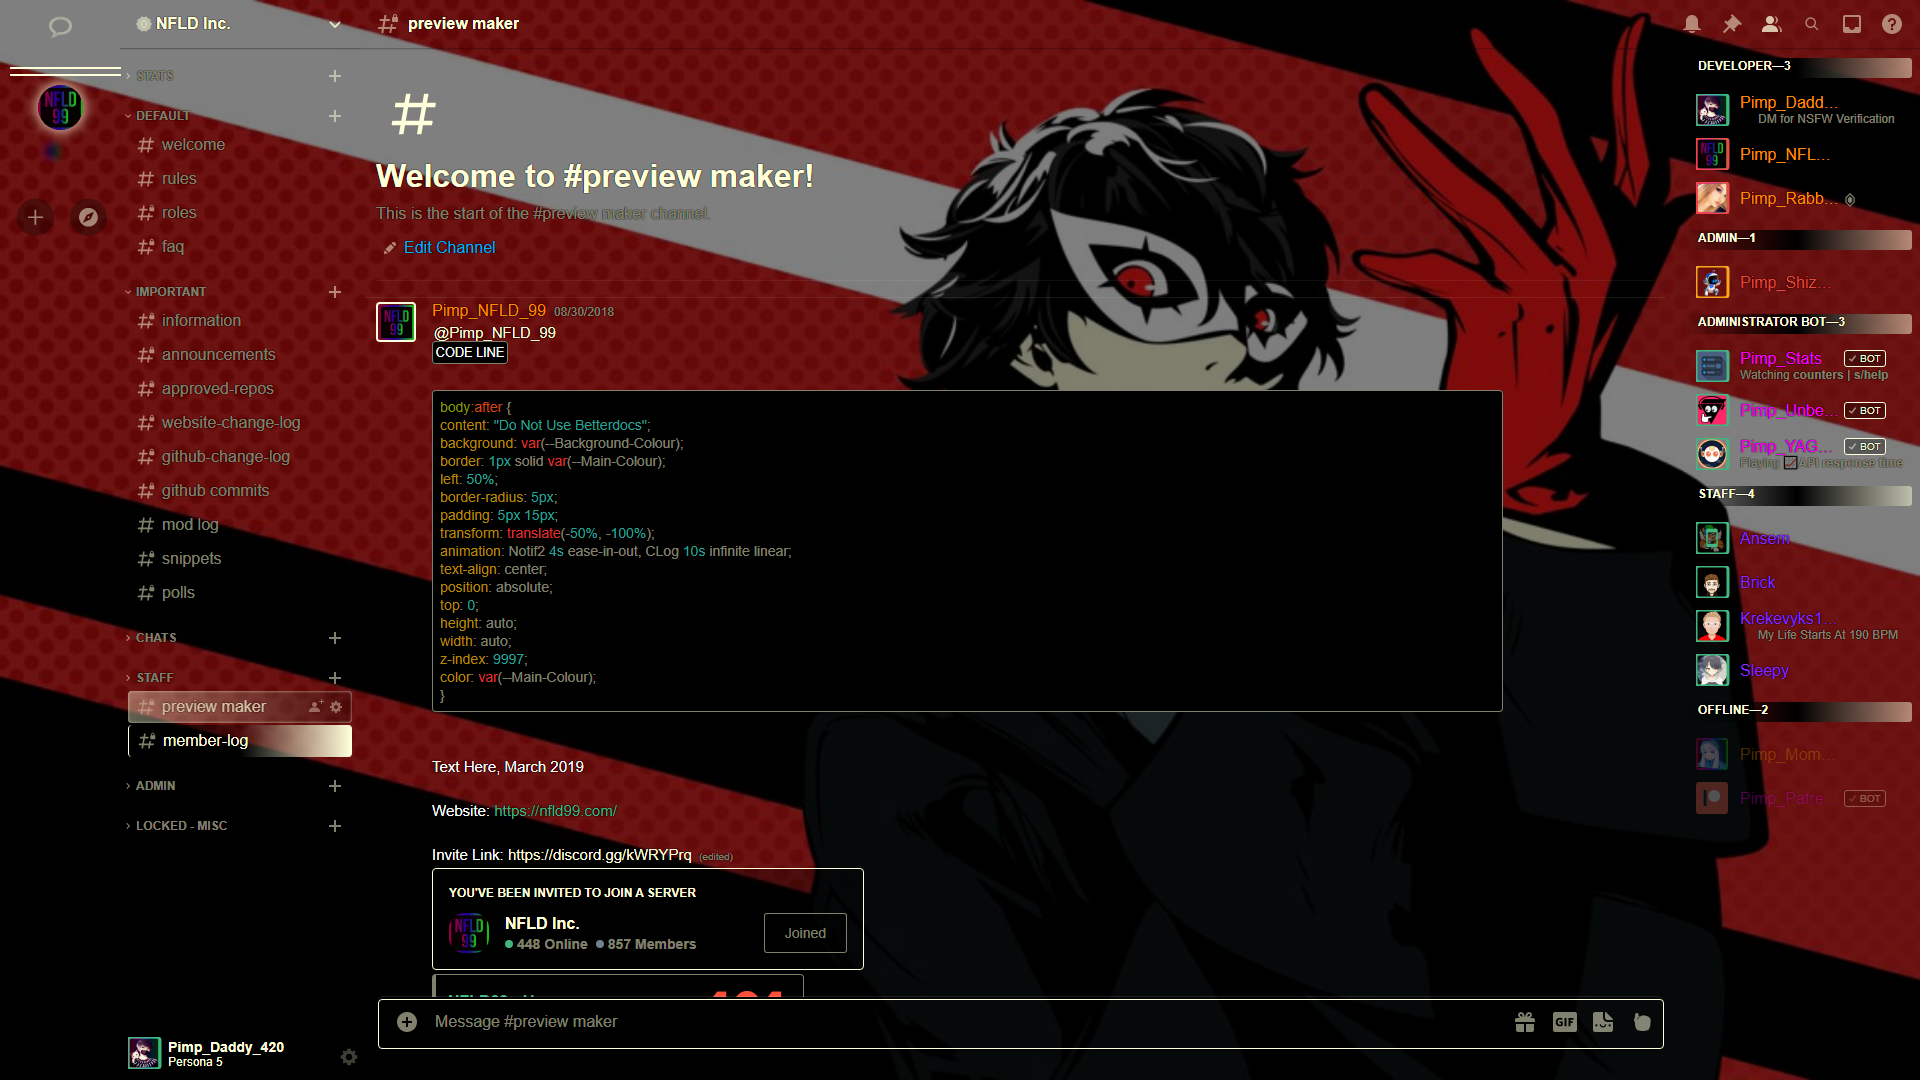 NFLD Inc.
preview maker
STATS
DEFAULT
welcome
rules
roles
faq
IMPORTANT
information
announcements
approved-repos
website-change-log
github-change-log
github commits
mod log
snippets
polls
CHATS
STAFF
preview maker
member-log
ADMIN
LOCKED - MISC
Pimp_Daddy_420
Persona 5
NFLD
99
#
Welcome to #preview maker!
This is the start of the #preview maker channel.
Edit Channel
NFLD
99
Pimp_NFLD_99 08/30/2018
@Pimp_NFLD_99
CODE LINE
body:after {
content: "Do Not Use Betterdocs";
background: var(--Background-Colour);
border: 1px solid var(--Main-Colour);
left: 50%;
border-radius: 5px;
padding: 5px 15px;
transform: translate(-50%, -100%);
animation: Notif2 4s ease-in-out, CLog 10s infinite linear;
text-align: center;
position: absolute;
top: 0;
height: auto;
width: auto;
z-index: 9997;
color: var(--Main-Colour);
}
Text Here, March 2019
Website: https://nfld99.com/
Invite Link: https://discord.gg/kWRYPrq (edited)
YOU'VE BEEN INVITED TO JOIN A SERVER
NFLD
99
NFLD Inc.
448 Online 857 Members
Joined
Message #preview maker
GIF
DEVELOPER—3
Pimp_Dadd...
DM for NSFW Verification
NFLD
99
Pimp_NFL...
Pimp_Rabb...
ADMIN—1
Pimp_Shiz...
ADMINISTRATOR BOT—3
Pimp_Stats BOT
Watching counters | s/help
Pimp_Unbe... BOT
Pimp_YAG... BOT
Playing API response time
STAFF—4
Ansem
Brick
Krekevyks1...
My Life Starts At 190 BPM
Sleepy
OFFLINE—2
Pimp_Mom...
Pimp_Patre BOT